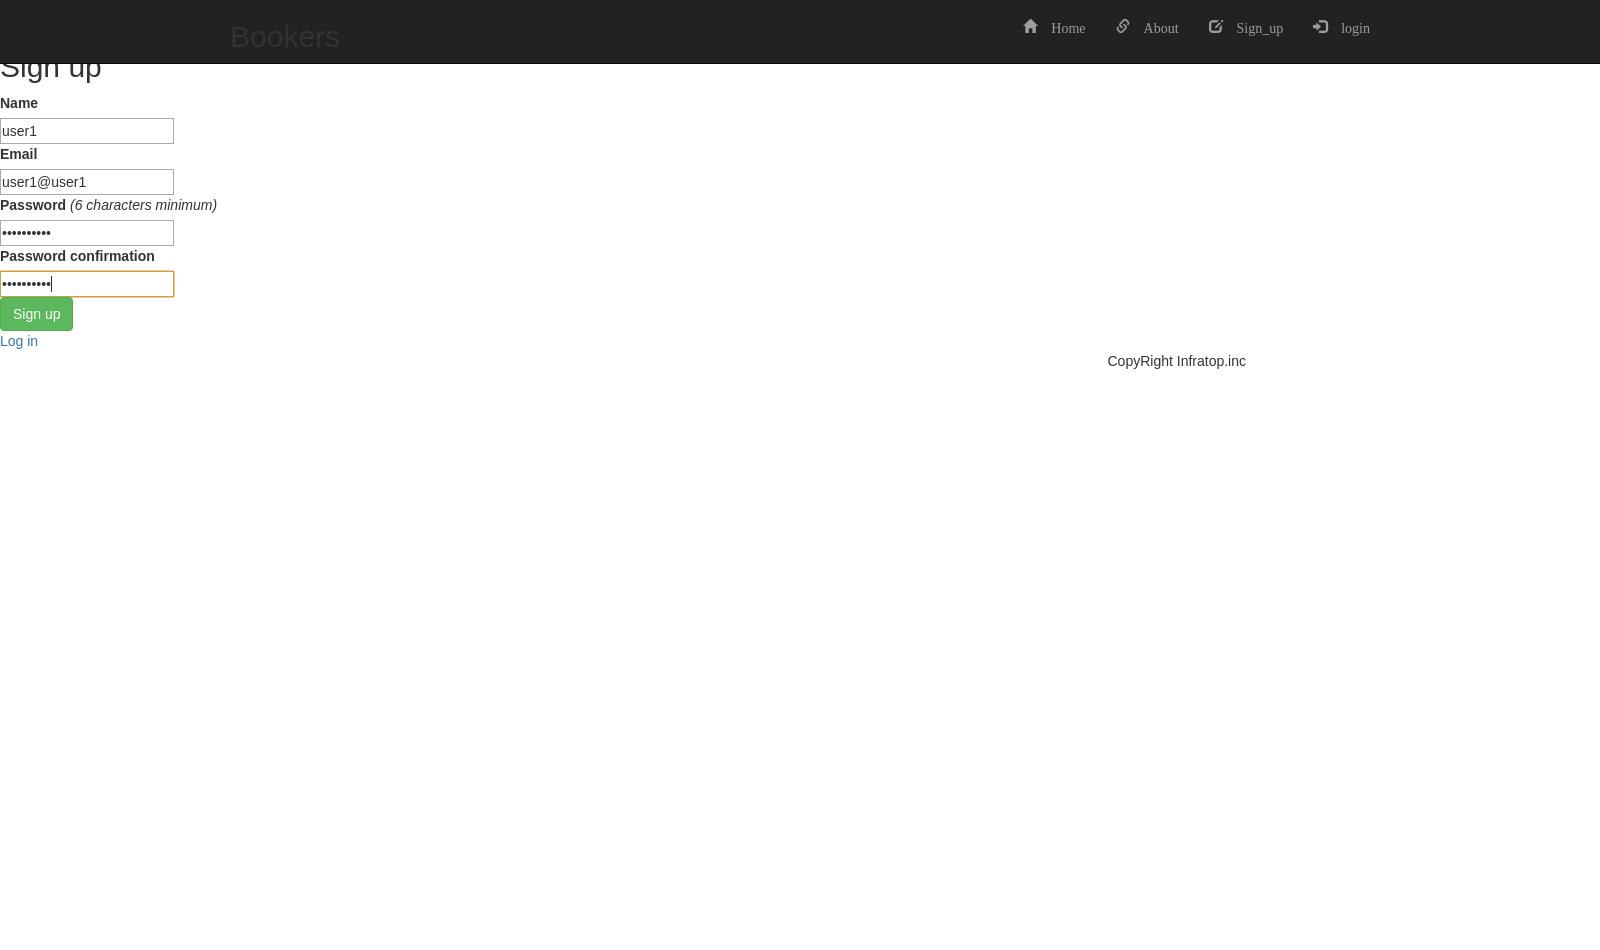 Bookers
Home About Sign_up login
Sign up
Name
user1
Email
user1@user1
Password (6 characters minimum)
••••••••••
Password confirmation
••••••••••
Sign up
Log in
CopyRight Infratop.inc